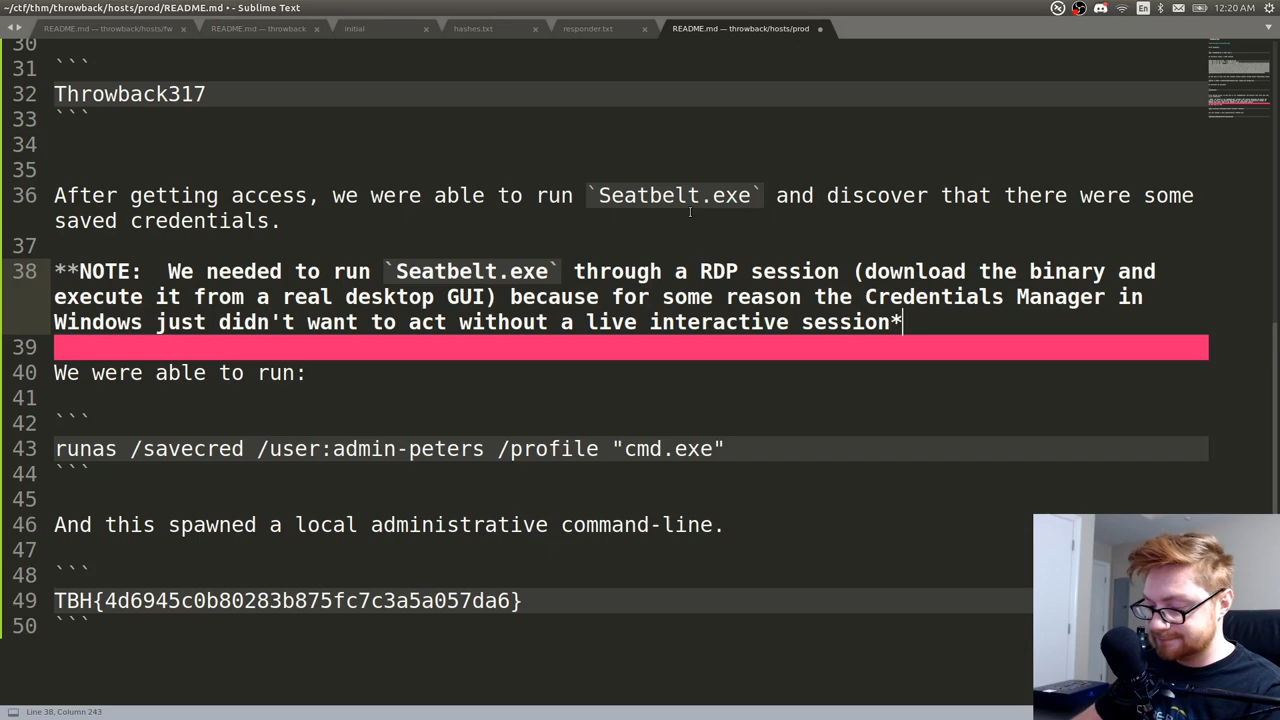 ~/ctf/thm/throwback/hosts/prod/README.md • - Sublime Text
12:20 AM
README.md — throwback/hosts/fw
README.md — throwback
initial
hashes.txt
responder.txt
README.md — throwback/hosts/prod
30
31 ```
32 Throwback317
33 ```
34
35
36 After getting access, we were able to run `Seatbelt.exe` and discover that there were some
saved credentials.
37
38 **NOTE:  We needed to run `Seatbelt.exe` through a RDP session (download the binary and
execute it from a real desktop GUI) because for some reason the Credentials Manager in
Windows just didn't want to act without a live interactive session*
39
40 We were able to run:
41
42 ```
43 runas /savecred /user:admin-peters /profile "cmd.exe"
44 ```
45
46 And this spawned a local administrative command-line.
47
48 ```
49 TBH{4d6945c0b80283b875fc7c3a5a057da6}
50 ```
Line 38, Column 243